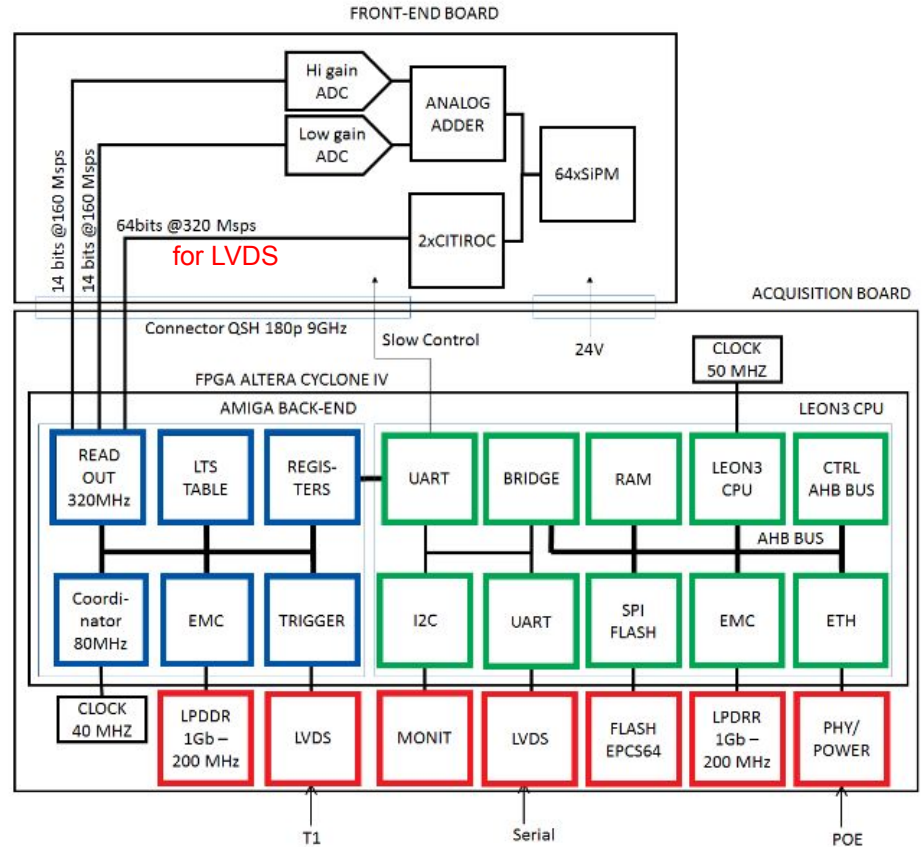 FRONT-END BOARD
Hi gain
ADC
ANALOG
ADDER
Low gain
ADC
64xSiPM
14 bits @160 Msps
14 bits @160 Msps
64bits @320 Msps
for LVDS
2xCITIROC
ACQUISITION BOARD
Connector QSH 180p 9GHz
Slow Control
24V
CLOCK
50 MHZ
FPGA ALTERA CYCLONE IV
AMIGA BACK-END
LEON3 CPU
READ
OUT
320MHz
LTS
TABLE
REGIS-
TERS
UART
BRIDGE
RAM
LEON3
CPU
CTRL
AHB BUS
AHB BUS
Coordi-
nator
80MHz
EMC
TRIGGER
I2C
UART
SPI
FLASH
EMC
ETH
CLOCK
40 MHZ
LPDDR
1Gb –
200 MHz
LVDS
MONIT
LVDS
FLASH
EPCS64
LPDRR
1Gb –
200 MHz
PHY/
POWER
T1
Serial
POE